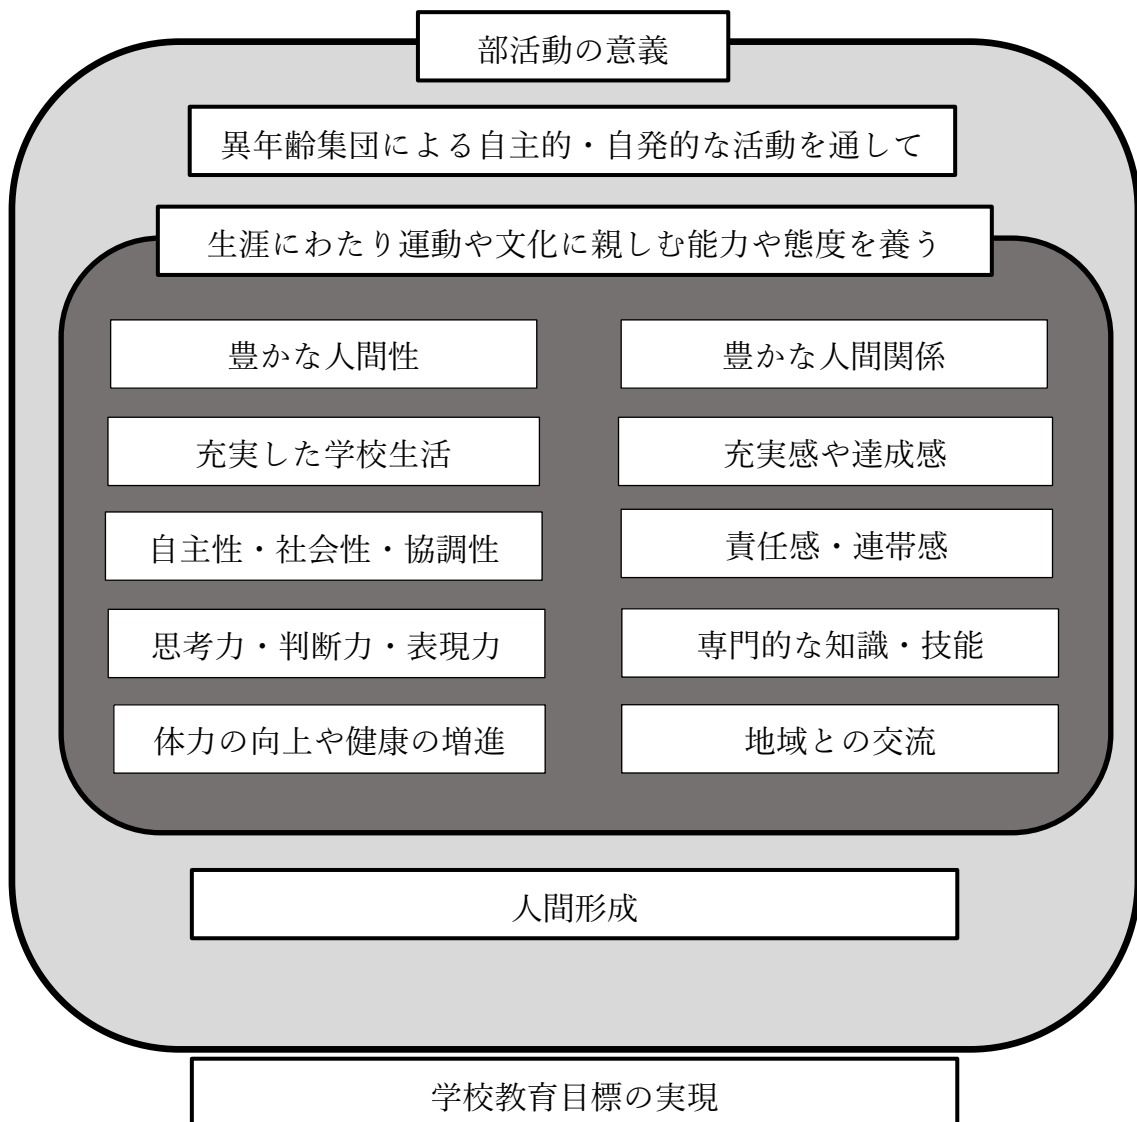 部活動の意義
異年齢集団による自主的・自発的な活動を通して
生涯にわたり運動や文化に親しむ能力や態度を養う
豊かな人間性
豊かな人間関係
充実した学校生活
充実感や達成感
自主性・社会性・協調性
責任感・連帯感
思考力・判断力・表現力
専門的な知識・技能
体力の向上や健康の増進
地域との交流
人間形成
学校教育目標の実現